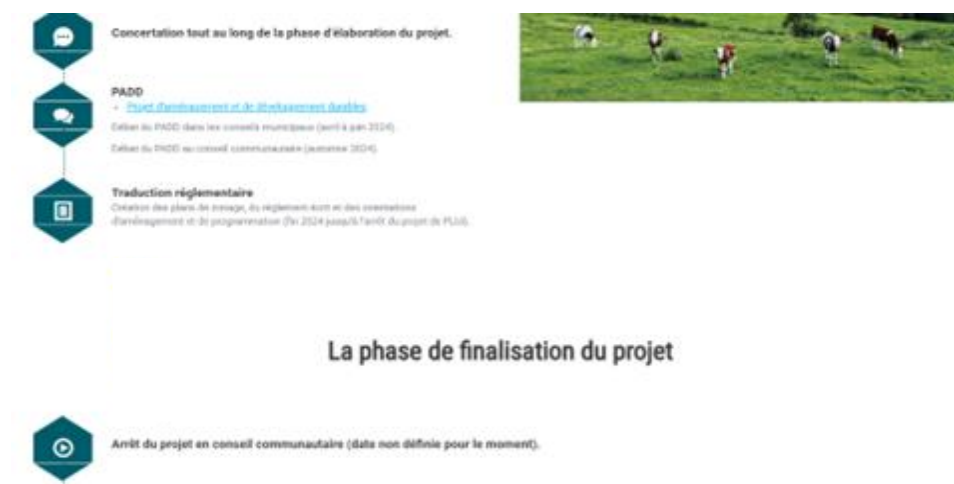 Concertation tout au long de la phase d'élaboration du projet.
PADD
Projet d'aménagement et de développement durables
Débat du PADD dans les conseils municipaux (avril à juin 2024).
Débat du PADD au conseil communautaire (automne 2024).
Traduction réglementaire
Création des plans de zonage, du règlement écrit et des orientations
d'aménagement et de programmation (fin 2024 jusqu'à l'arrêt du projet de PLUi).
La phase de finalisation du projet
Arrêt du projet en conseil communautaire (date non définie pour le moment).